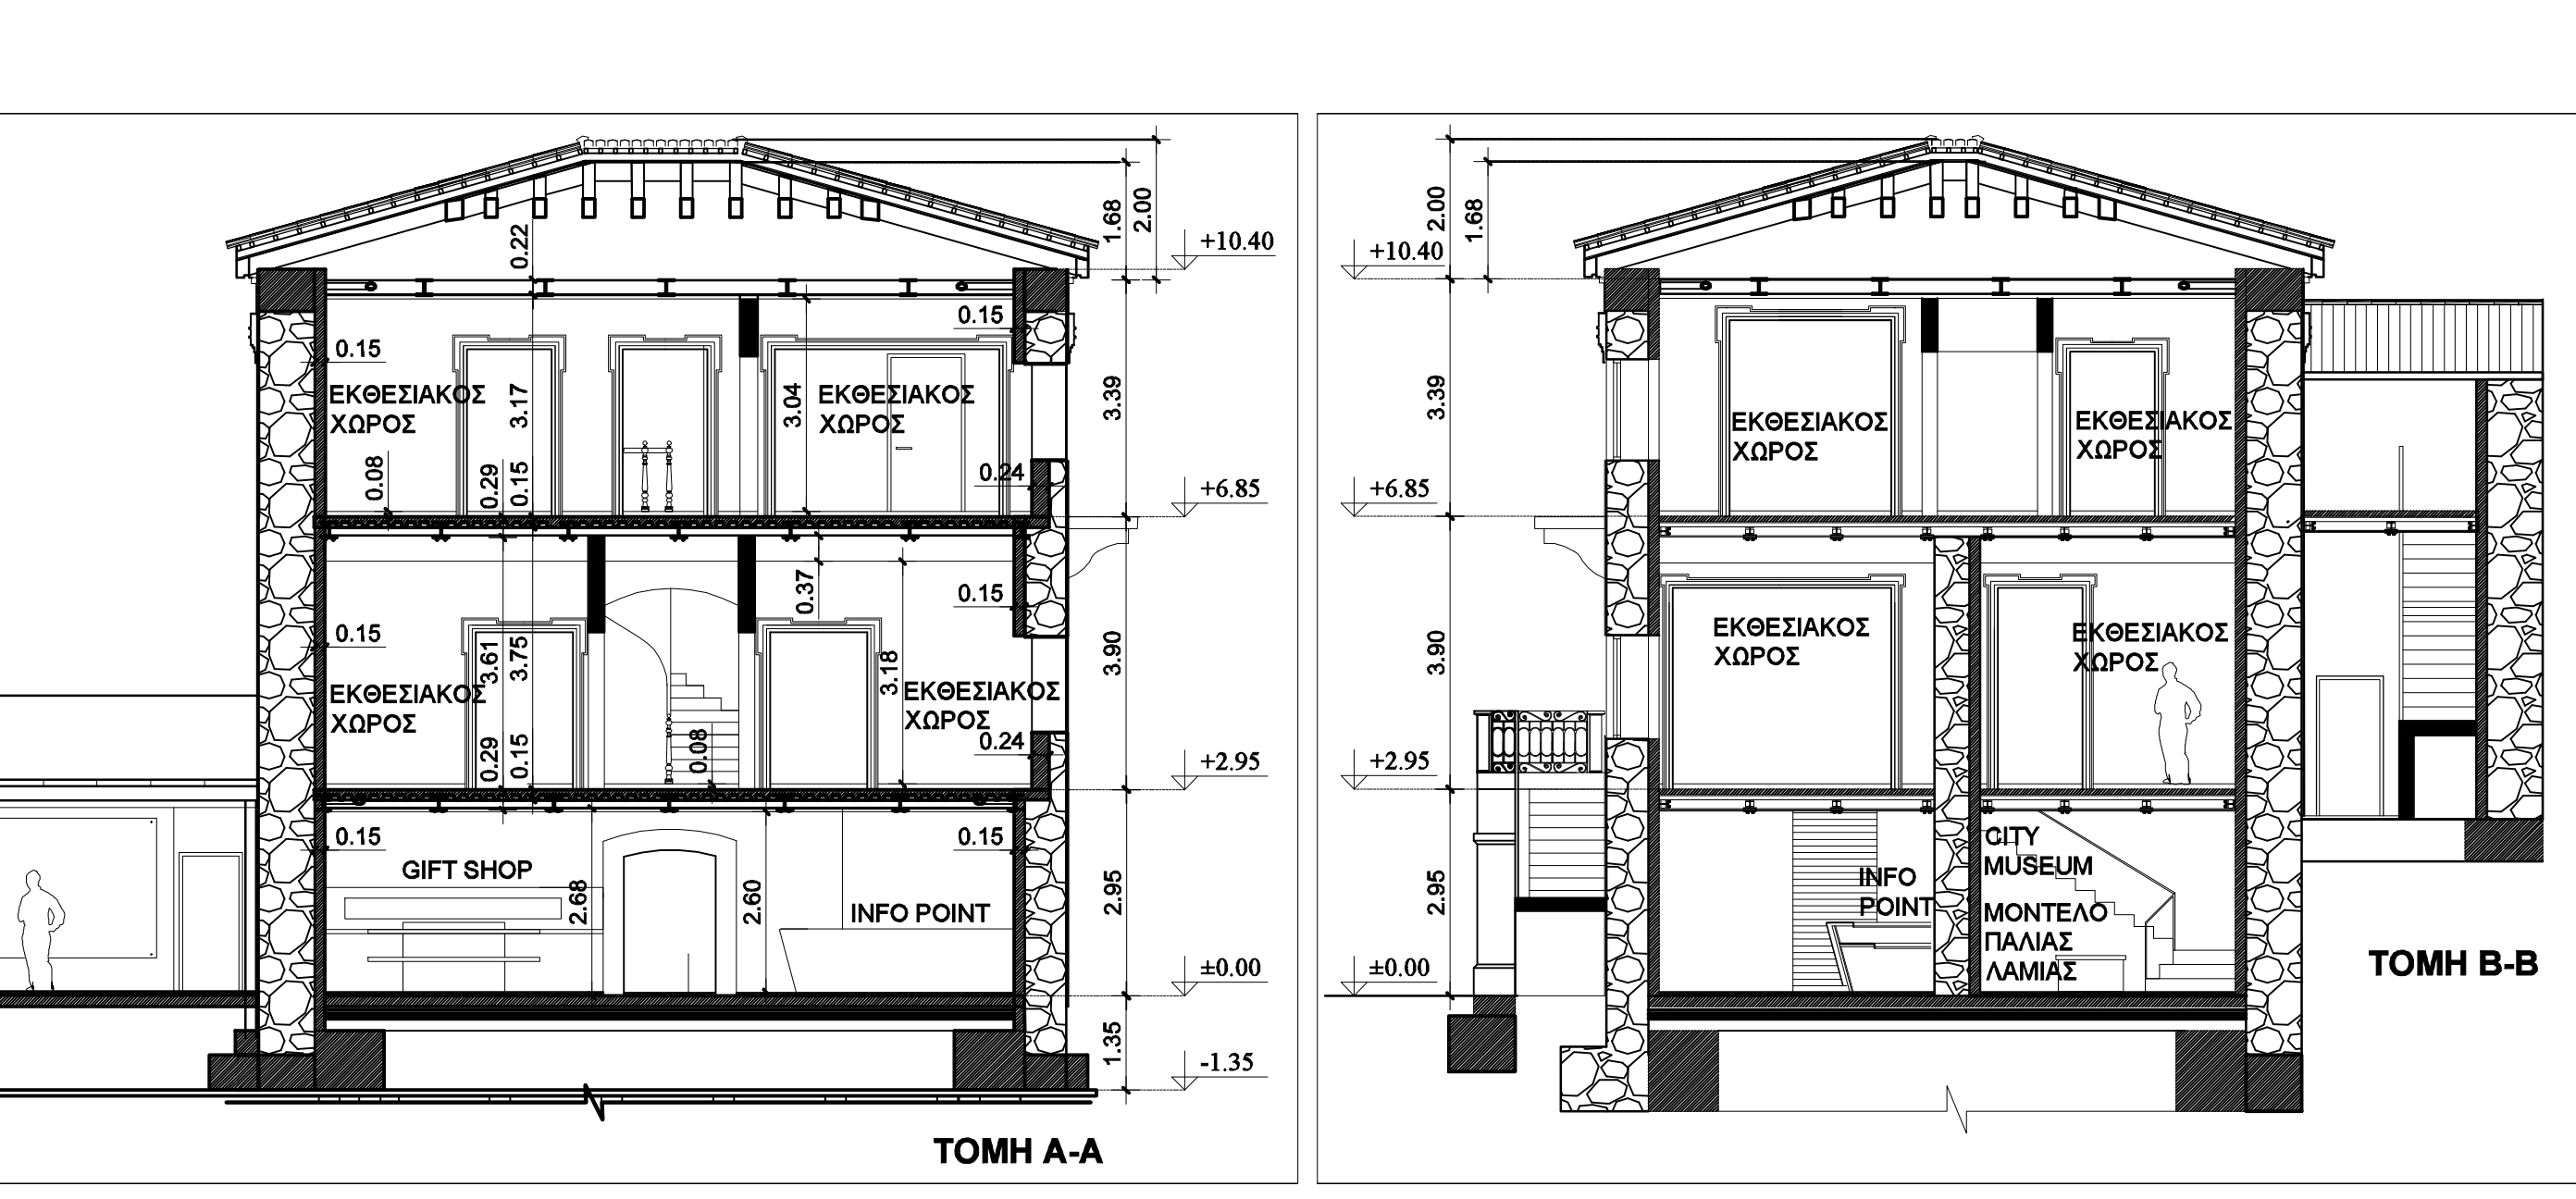 2.00
1.68
0.22
+10.40
0.15
0.15
ΕΚΘΕΣΙΑΚΟΣ
ΧΩΡΟΣ
3.17
3.04
ΕΚΘΕΣΙΑΚΟΣ
ΧΩΡΟΣ
3.39
0.08
0.29
0.15
0.24
+6.85
0.37
0.15
0.15
3.61
3.75
3.18
3.90
ΕΚΘΕΣΙΑΚΟΣ
ΧΩΡΟΣ
ΕΚΘΕΣΙΑΚΟΣ
ΧΩΡΟΣ
0.29
0.15
0.08
0.24
+2.95
0.15
0.15
GIFT SHOP
2.68
2.60
INFO POINT
2.95
±0.00
1.35
-1.35
ΤΟΜΗ Α-Α
2.00
1.68
+10.40
3.39
ΕΚΘΕΣΙΑΚΟΣ
ΧΩΡΟΣ
ΕΚΘΕΣΙΑΚΟΣ
ΧΩΡΟΣ
+6.85
3.90
ΕΚΘΕΣΙΑΚΟΣ
ΧΩΡΟΣ
ΕΚΘΕΣΙΑΚΟΣ
ΧΩΡΟΣ
+2.95
2.95
INFO
POINT
CITY
MUSEUM
ΜΟΝΤΕΛΟ
ΠΑΛΙΑΣ
ΛΑΜΙΑΣ
±0.00
ΤΟΜΗ Β-Β